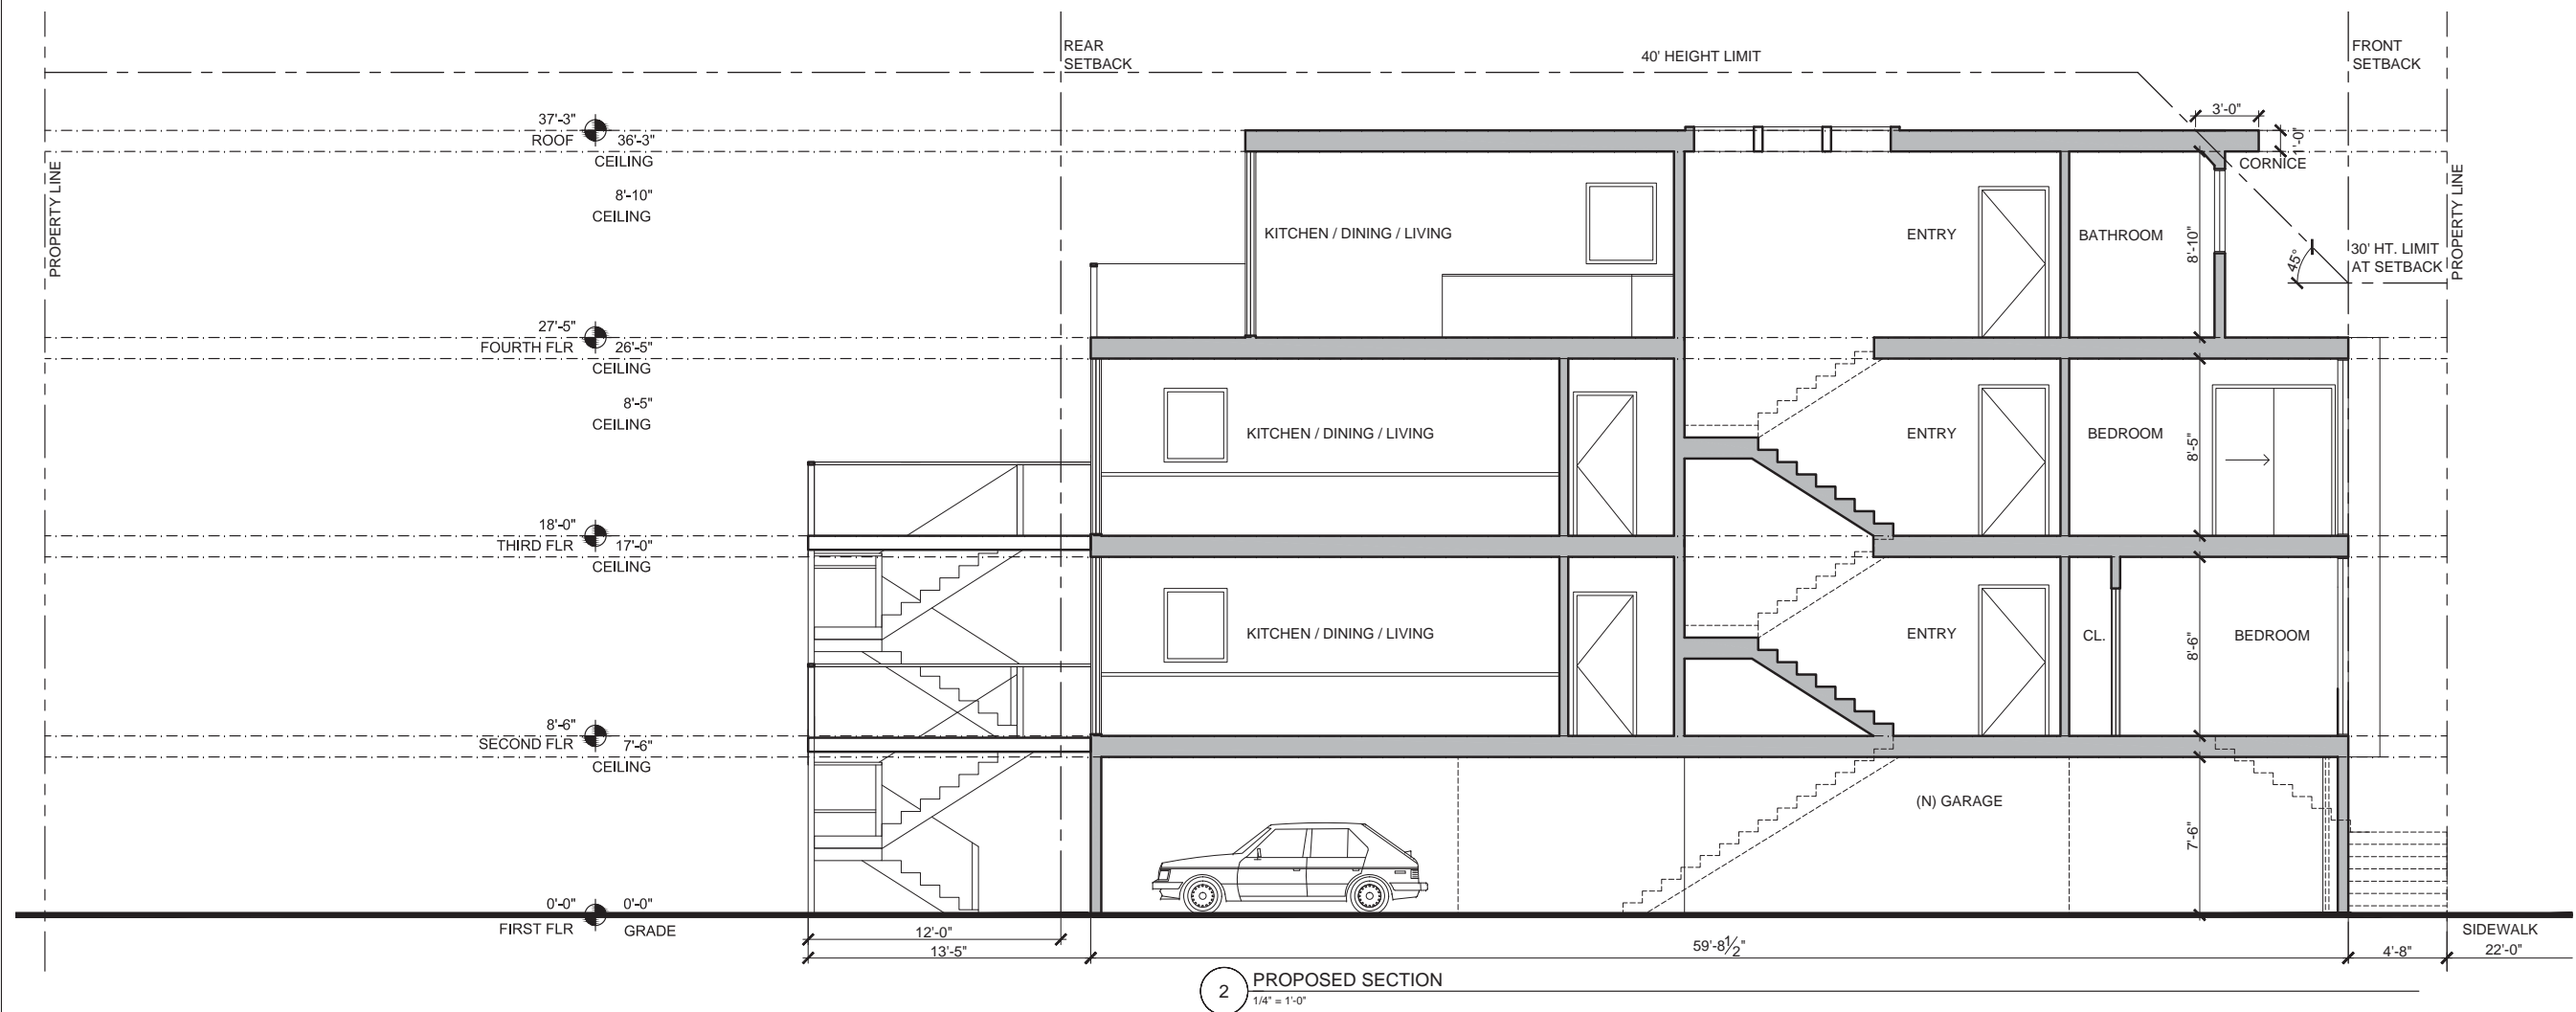 REAR
SETBACK
40' HEIGHT LIMIT
FRONT
SETBACK
3'-0"
1'-0"
CORNICE
37'-3"
ROOF
36'-3"
CEILING
8'-10"
CEILING
PROPERTY LINE
KITCHEN / DINING / LIVING
ENTRY
BATHROOM
8'-10"
45°
30' HT. LIMIT
AT SETBACK
PROPERTY LINE
27'-5"
FOURTH FLR
26'-5"
CEILING
8'-5"
CEILING
KITCHEN / DINING / LIVING
ENTRY
BEDROOM
8'-5"
18'-0"
THIRD FLR
17'-0"
CEILING
KITCHEN / DINING / LIVING
ENTRY
CL.
8'-6"
BEDROOM
8'-6"
SECOND FLR
7'-6"
CEILING
(N) GARAGE
7'-6"
0'-0"
FIRST FLR
0'-0"
GRADE
12'-0"
13'-5"
59'-8½"
4'-8"
SIDEWALK
22'-0"
2
PROPOSED SECTION
1/4" = 1'-0"